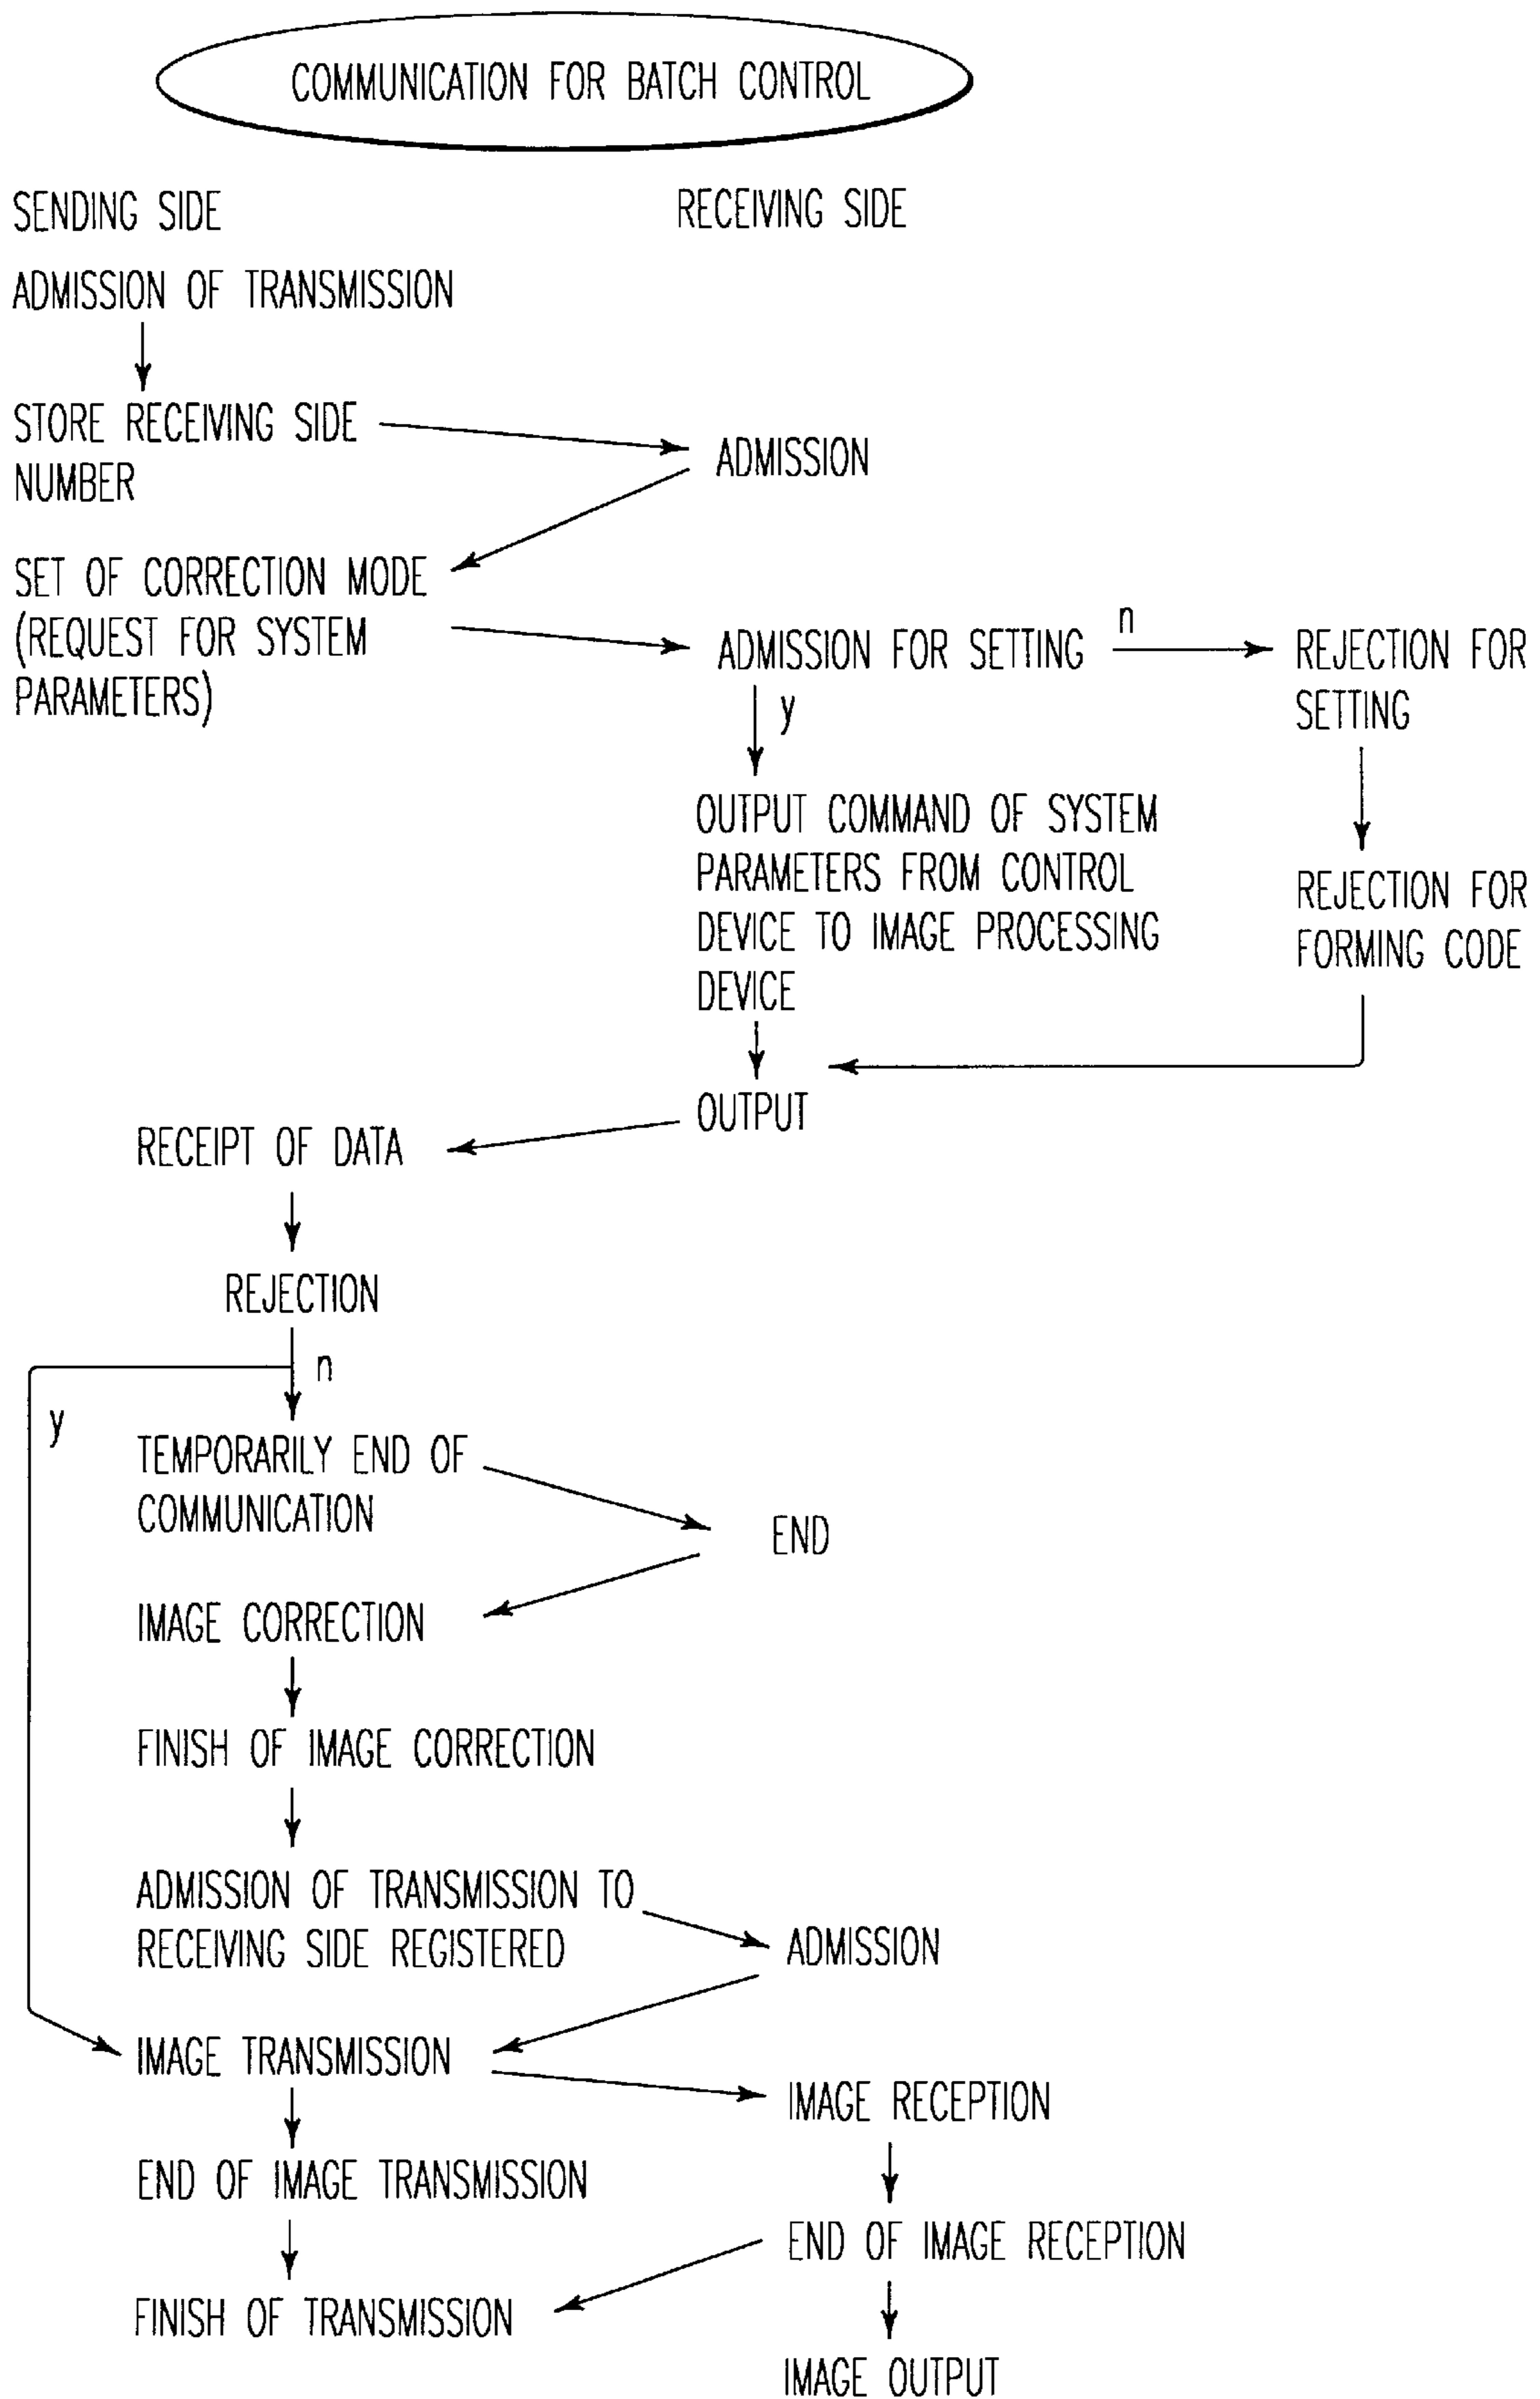 COMMUNICATION FOR BATCH CONTROL
SENDING SIDE
RECEIVING SIDE
ADMISSION OF TRANSMISSION
STORE RECEIVING SIDE
NUMBER
ADMISSION
SET OF CORRECTION MODE
(REQUEST FOR SYSTEM
PARAMETERS)
ADMISSION FOR SETTING
n
REJECTION FOR
SETTING
y
OUTPUT COMMAND OF SYSTEM
PARAMETERS FROM CONTROL
DEVICE TO IMAGE PROCESSING
DEVICE
REJECTION FOR
FORMING CODE
OUTPUT
RECEIPT OF DATA
REJECTION
n
y
TEMPORARILY END OF
COMMUNICATION
END
IMAGE CORRECTION
FINISH OF IMAGE CORRECTION
ADMISSION OF TRANSMISSION TO
RECEIVING SIDE REGISTERED
ADMISSION
IMAGE TRANSMISSION
IMAGE RECEPTION
END OF IMAGE TRANSMISSION
END OF IMAGE RECEPTION
FINISH OF TRANSMISSION
IMAGE OUTPUT